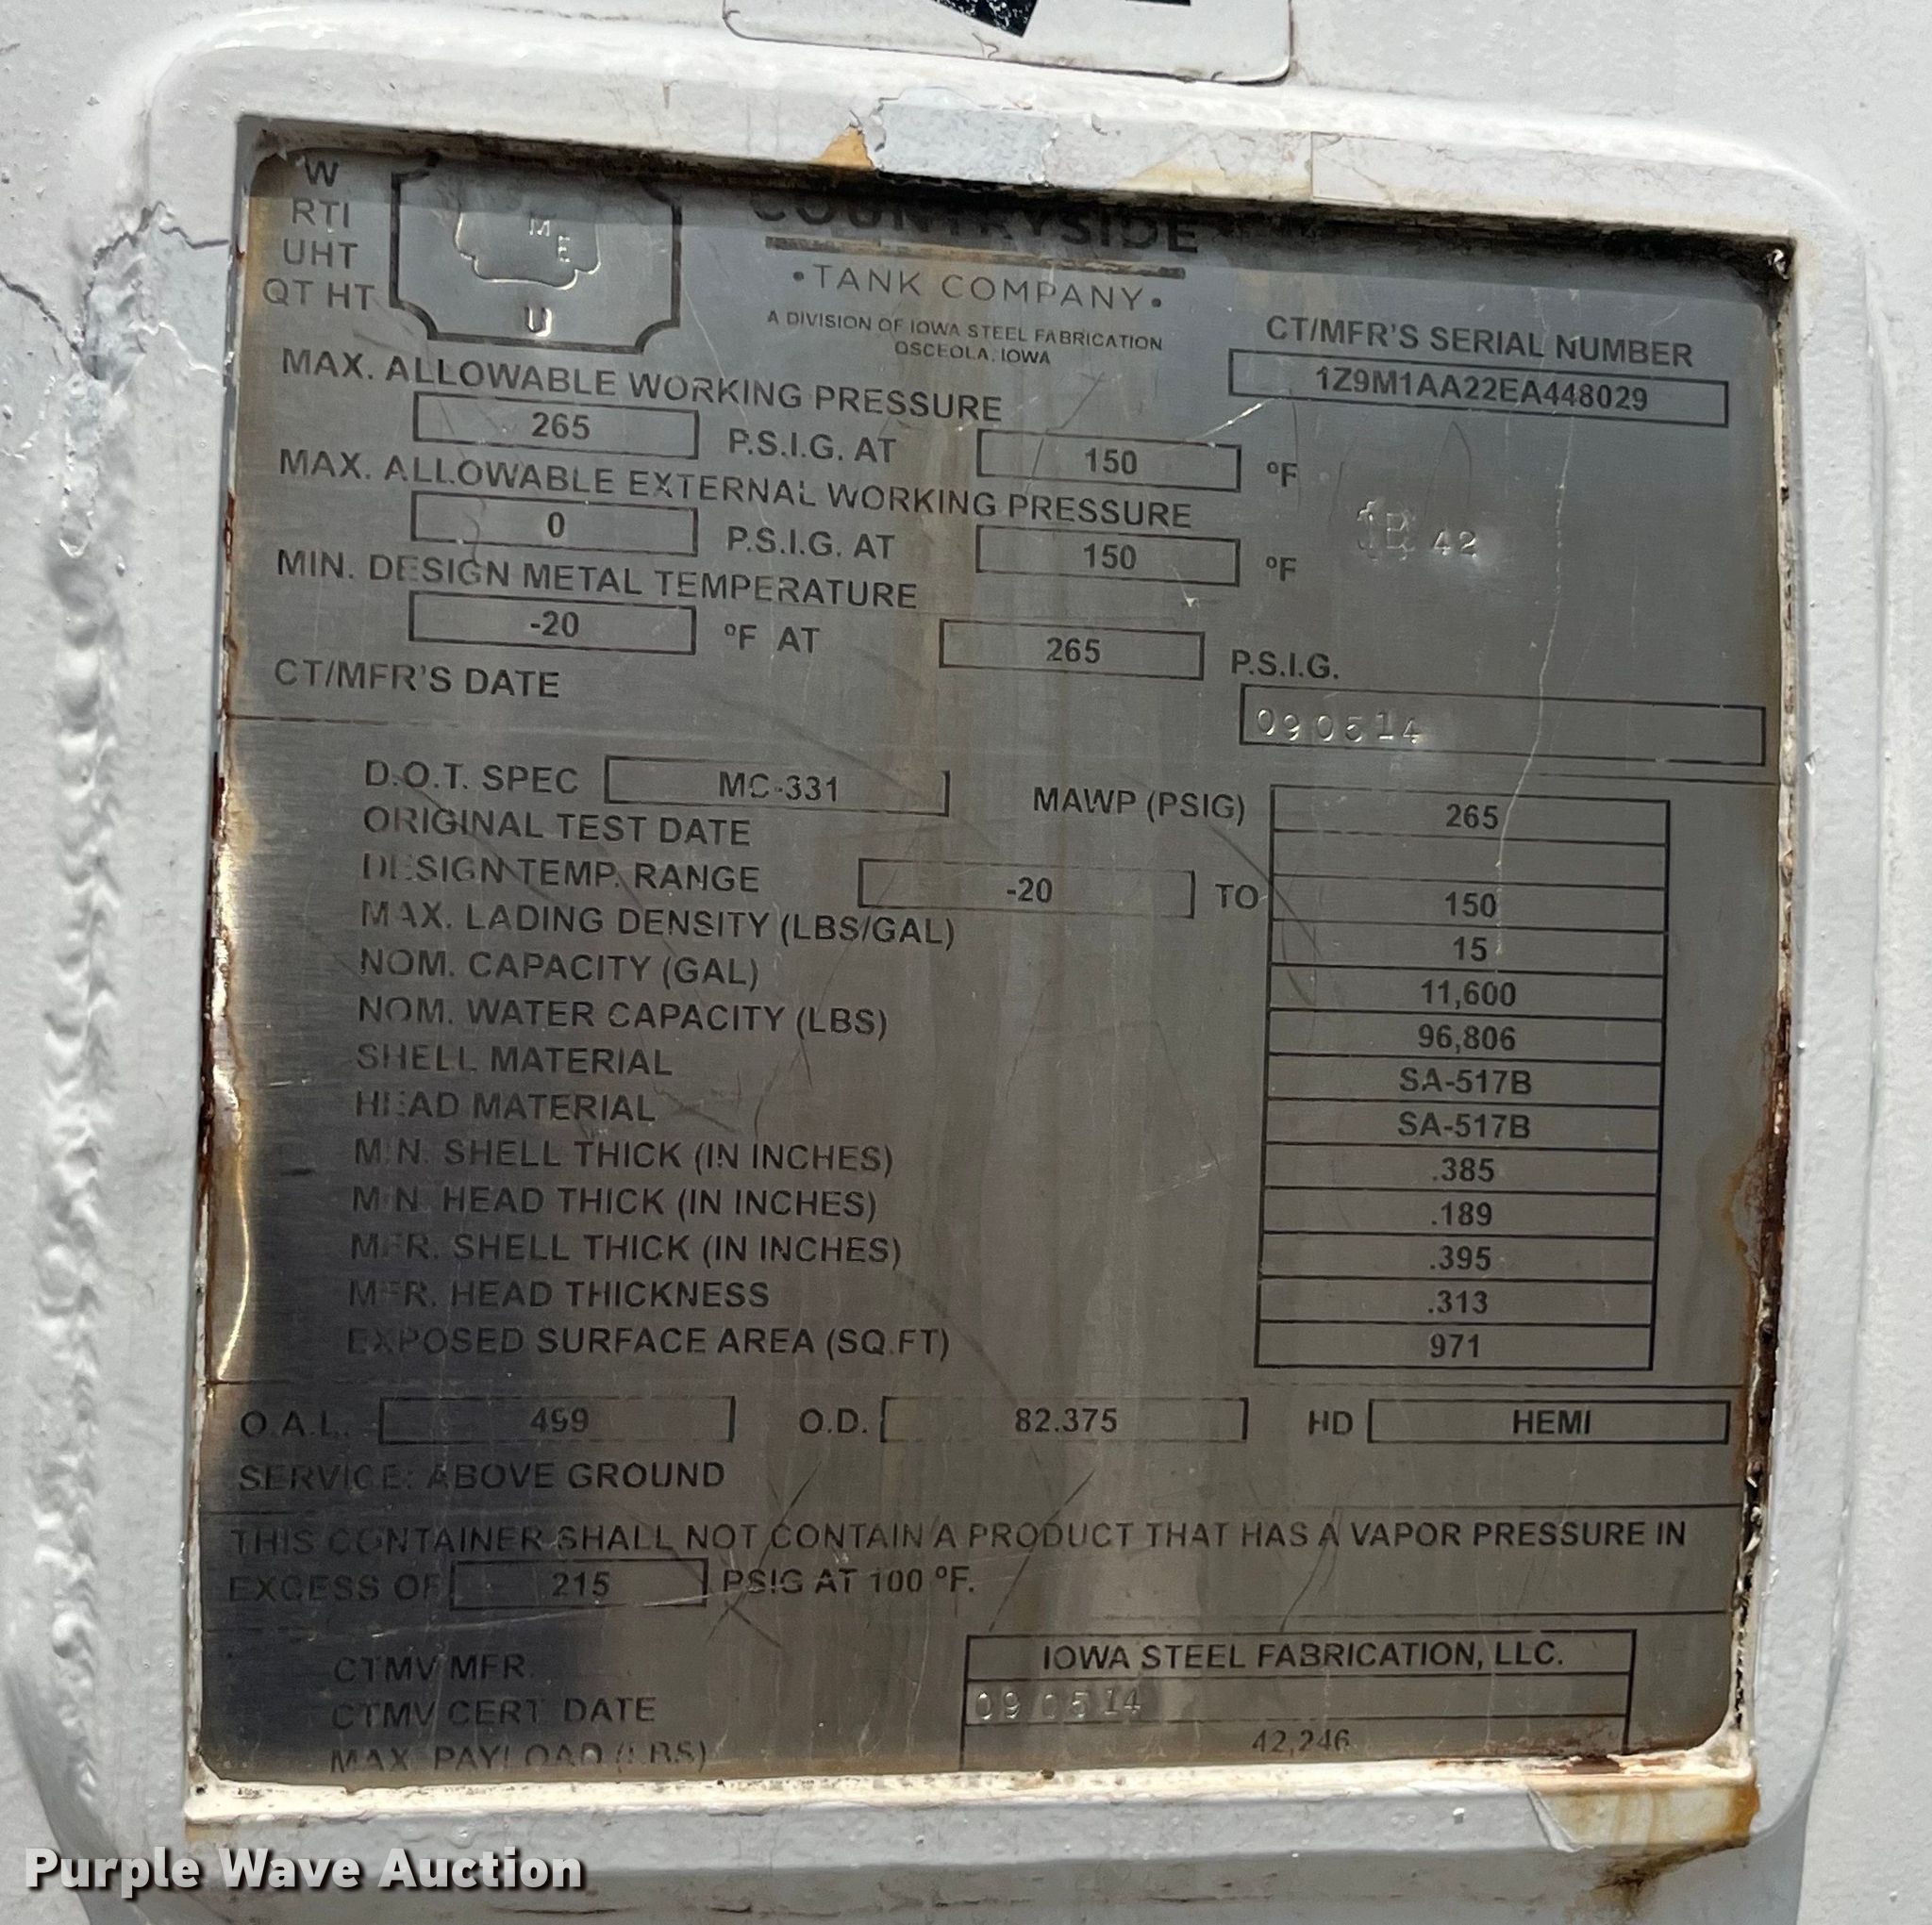 W
RTI
UHT
QT HT
M
E
U
COUNTRYSIDE
•TANK COMPANY•
A DIVISION OF IOWA STEEL FABRICATION
OSCEOLA, IOWA
CT/MFR'S SERIAL NUMBER
1Z9M1AA22EA448029
MAX. ALLOWABLE WORKING PRESSURE
265 P.S.I.G. AT 150 ºF
MAX. ALLOWABLE EXTERNAL WORKING PRESSURE
0 P.S.I.G. AT 150 ºF
42
MIN. DESIGN METAL TEMPERATURE
-20 ºF AT 265 P.S.I.G.
CT/MFR'S DATE 090514
D.O.T. SPEC MC-331 MAWP (PSIG) 265
ORIGINAL TEST DATE
DESIGN TEMP. RANGE -20 TO 150
MAX. LADING DENSITY (LBS/GAL) 15
NOM. CAPACITY (GAL) 11,600
NOM. WATER CAPACITY (LBS) 96,806
SHELL MATERIAL SA-517B
HEAD MATERIAL SA-517B
MIN. SHELL THICK (IN INCHES) .385
MIN. HEAD THICK (IN INCHES) .189
MFR. SHELL THICK (IN INCHES) .395
MFR. HEAD THICKNESS .313
EXPOSED SURFACE AREA (SQ.FT) 971
O.A.L. 499 O.D. 82.375 HD HEMI
SERVICE: ABOVE GROUND
THIS CONTAINER SHALL NOT CONTAIN A PRODUCT THAT HAS A VAPOR PRESSURE IN
EXCESS OF 215 PSIG AT 100 ºF.
CTMV MFR. IOWA STEEL FABRICATION, LLC.
CTMV CERT DATE 090514
MAX. PAYLOAD (LBS) 42,246
Purple Wave Auction